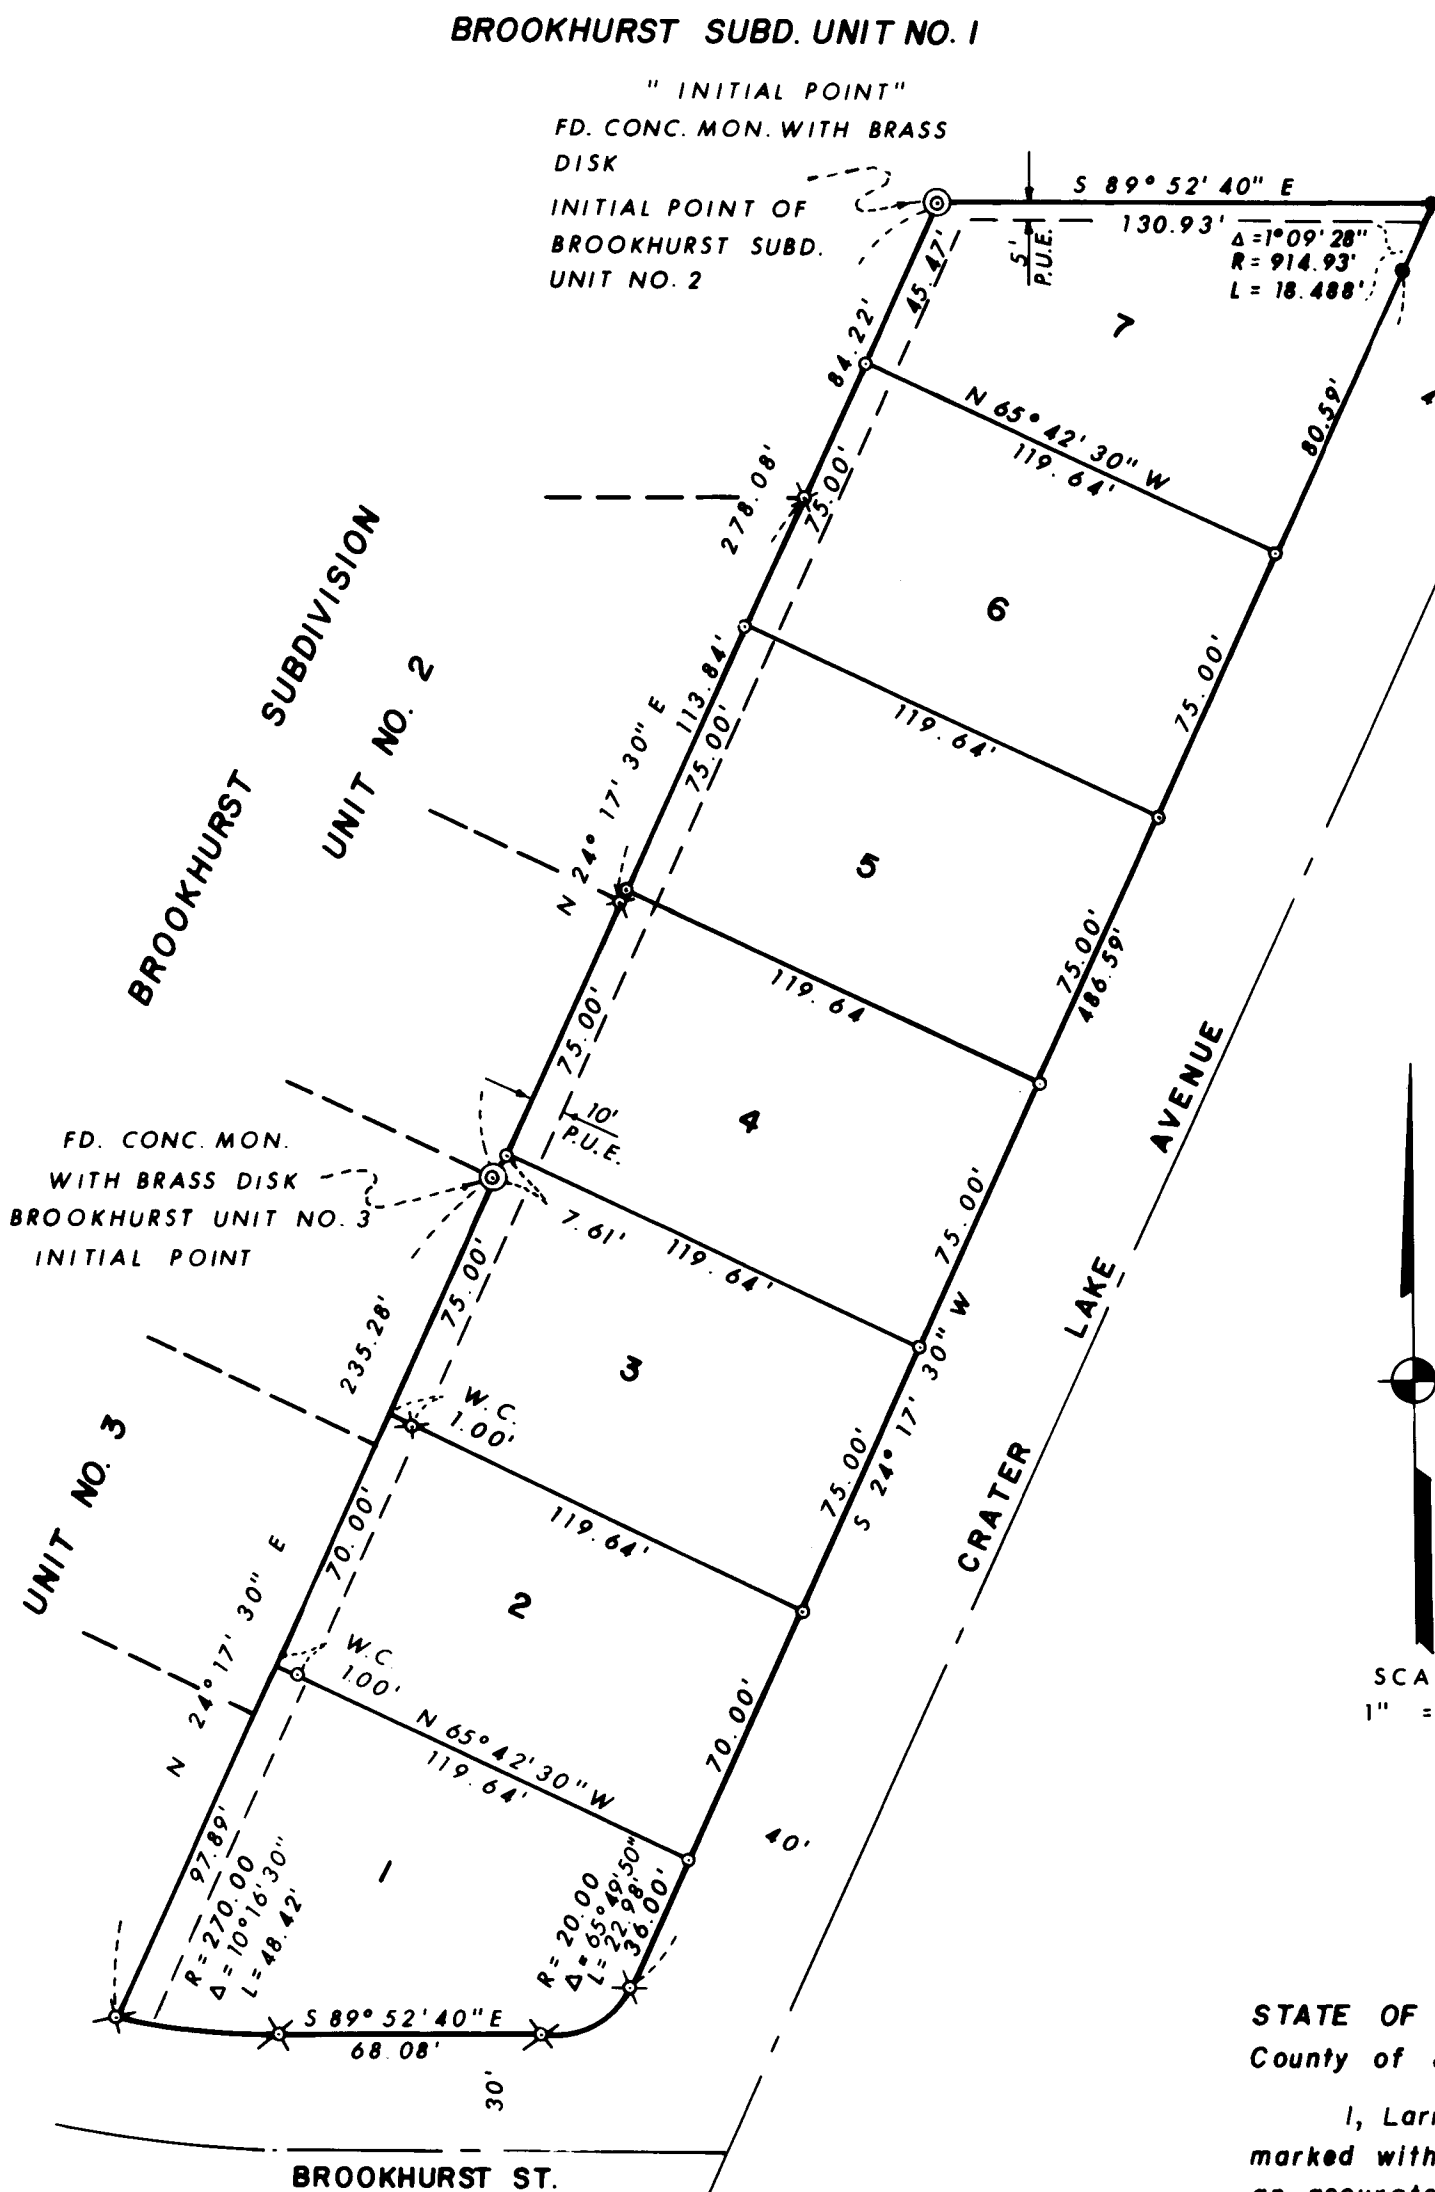 BROOKHURST SUBD. UNIT NO. 1
" INITIAL POINT"
FD. CONC. MON. WITH BRASS
DISK
INITIAL POINT OF
BROOKHURST SUBD.
UNIT NO. 2
S 89° 52' 40" E
130.93'
Δ = 1° 09' 28"
R = 914.93'
L = 18.488'
5'
P.U.E.
45.47'
84.22'
7
80.59'
N 65° 42' 30" W
119.64'
278.08'
75.00'
6
75.00'
BROOKHURST SUBDIVISION
UNIT NO. 2
113.84'
75.00'
119.64'
N 24° 17' 30" E
5
75.00'
486.59'
119.64
75.00'
4
10'
P.U.E.
CRATER LAKE AVENUE
FD. CONC. MON.
WITH BRASS DISK
BROOKHURST UNIT NO. 3
INITIAL POINT
7.61'
119.64'
75.00'
75.00'
235.28'
S 24° 17' 30" W
3
W.C.
1.00'
75.00'
UNIT NO. 3
70.00'
119.64'
2
N 24° 17' 30" E
W.C.
1.00'
SCA
1" =
N 65° 42' 30" W
119.64'
70.00'
40'
97.89'
R = 270.00
Δ = 10° 16' 30"
L = 48.42'
1
R = 20.00
Δ = 65° 49' 50"
L = 22.98'
36.00'
S 89° 52' 40" E
68.08'
30'
BROOKHURST ST.
STATE OF
County of
I, Larr
marked with
an accurate